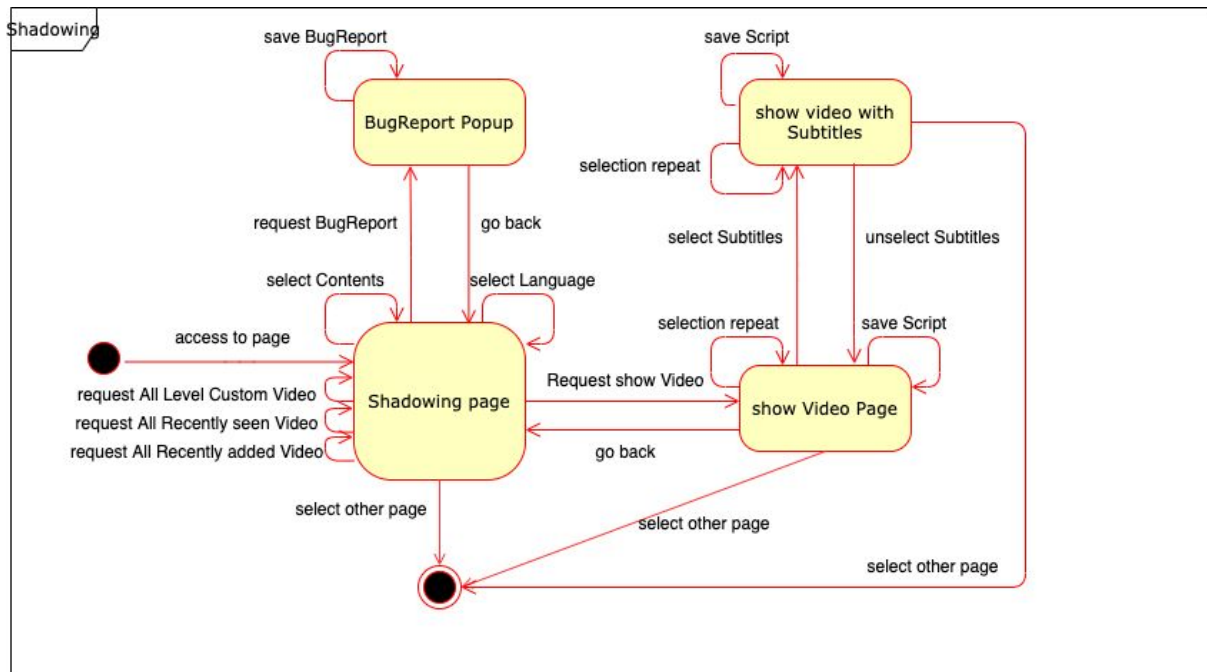 Shadowing
save BugReport
save Script
BugReport Popup
show video with
Subtitles
selection repeat
request BugReport
go back
select Subtitles
unselect Subtitles
select Contents
select Language
access to page
selection repeat
save Script
request All Level Custom Video
Shadowing page
Request show Video
show Video Page
request All Recently seen Video
request All Recently added Video
go back
select other page
select other page
select other page